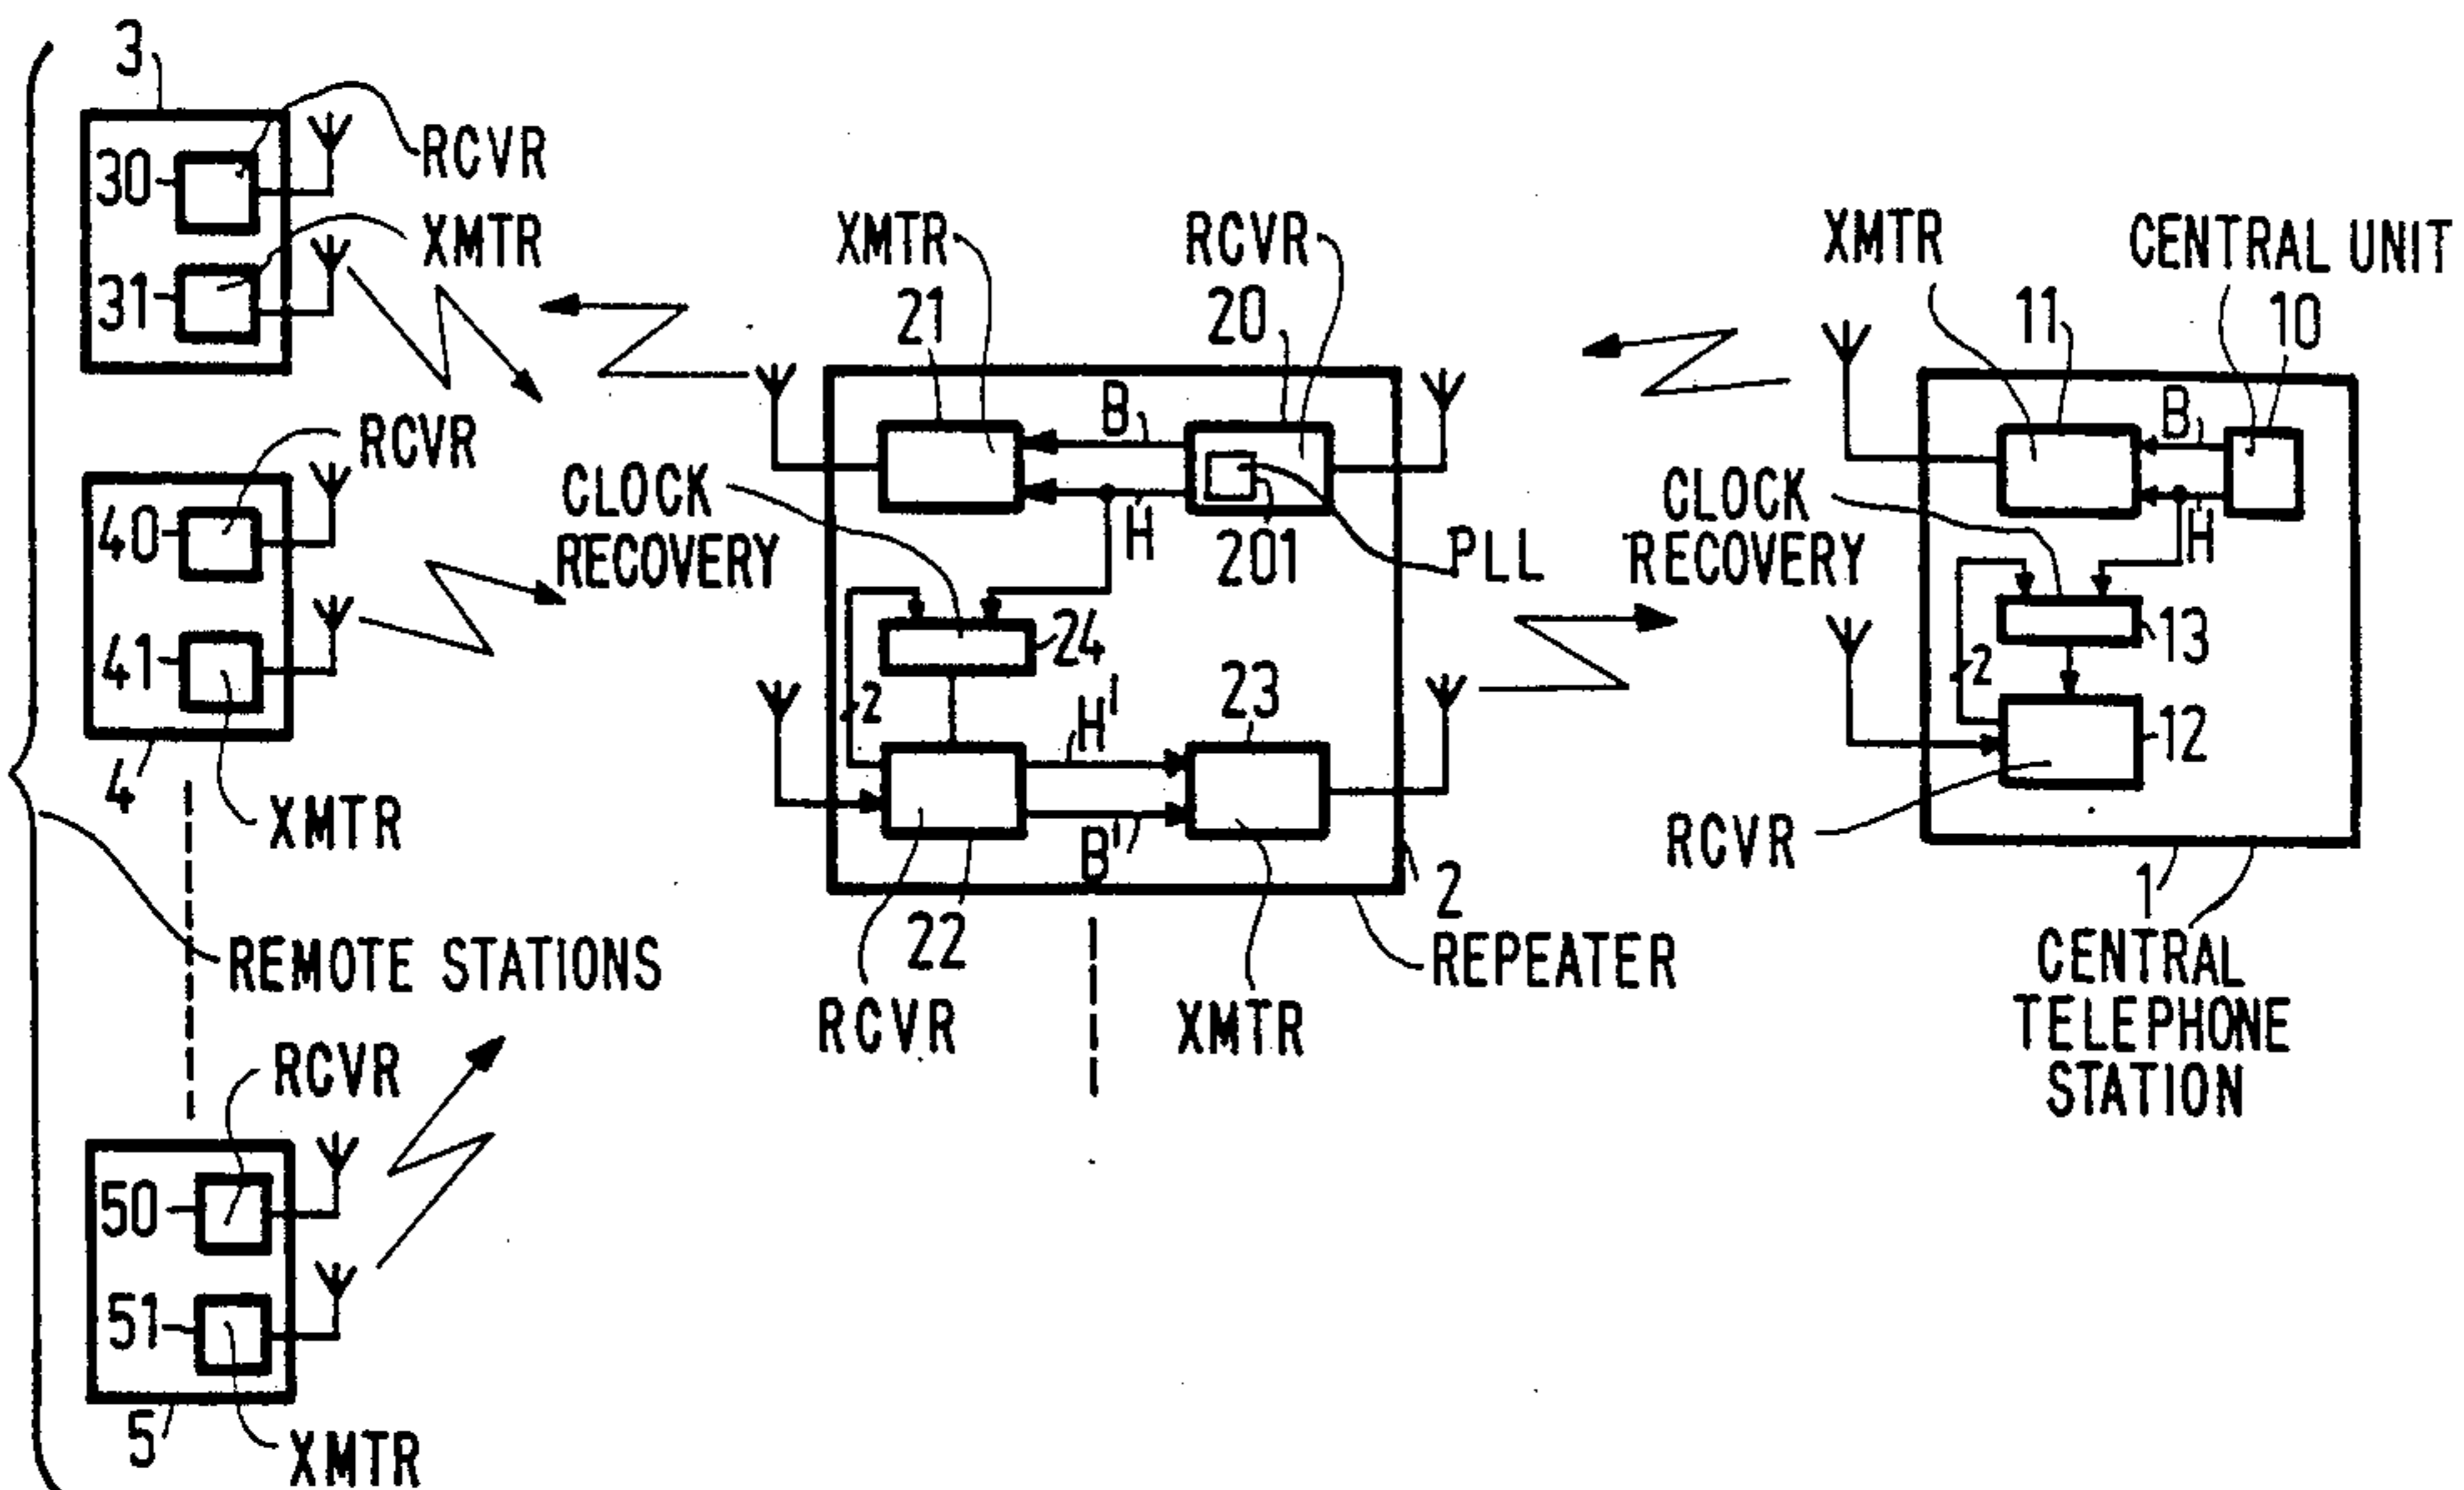 3
30
RCVR
XMTR
31
RCVR
40
41
4
XMTR
REMOTE STATIONS
RCVR
50
51
5
XMTR
XMTR
21
RCVR
20
B
H
201
PLL
CLOCK
RECOVERY
24
2
H'
23
B'
22
RCVR
XMTR
2
REPEATER
XMTR
11
CENTRAL UNIT
10
B
H
CLOCK
RECOVERY
13
2
12
RCVR
1
CENTRAL
TELEPHONE
STATION